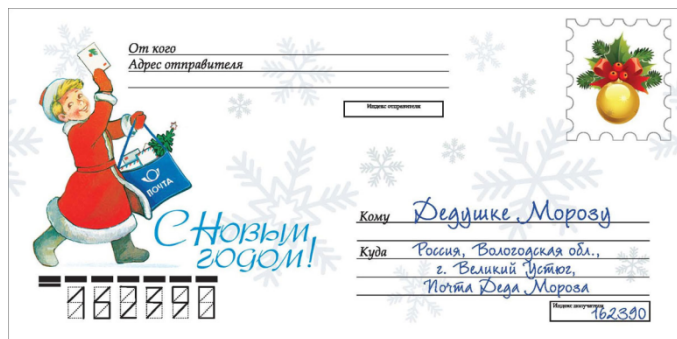 От кого
Адрес отправителя
Индекс отправителя
ПОЧТА
С Новым
годом!
Кому Дедушке Морозу
Куда Россия, Вологодская обл.,
г. Великий Устюг,
Почта Деда Мороза
Индекс получателя
162390
162390